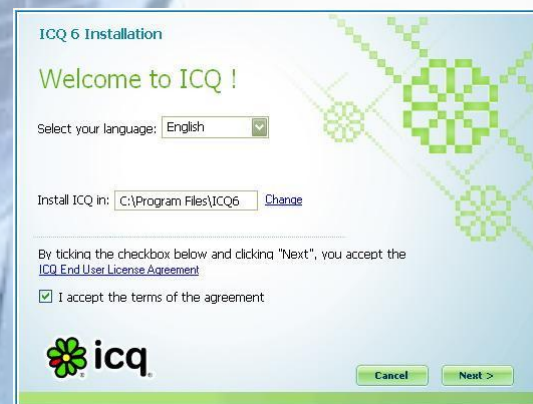 ICQ 6 Installation
Welcome to ICQ !
Select your language: English
Install ICQ in: C:\Program Files\ICQ6 Change
By ticking the checkbox below and clicking "Next", you accept the
ICQ End User License Agreement
I accept the terms of the agreement
icq
Cancel Next >